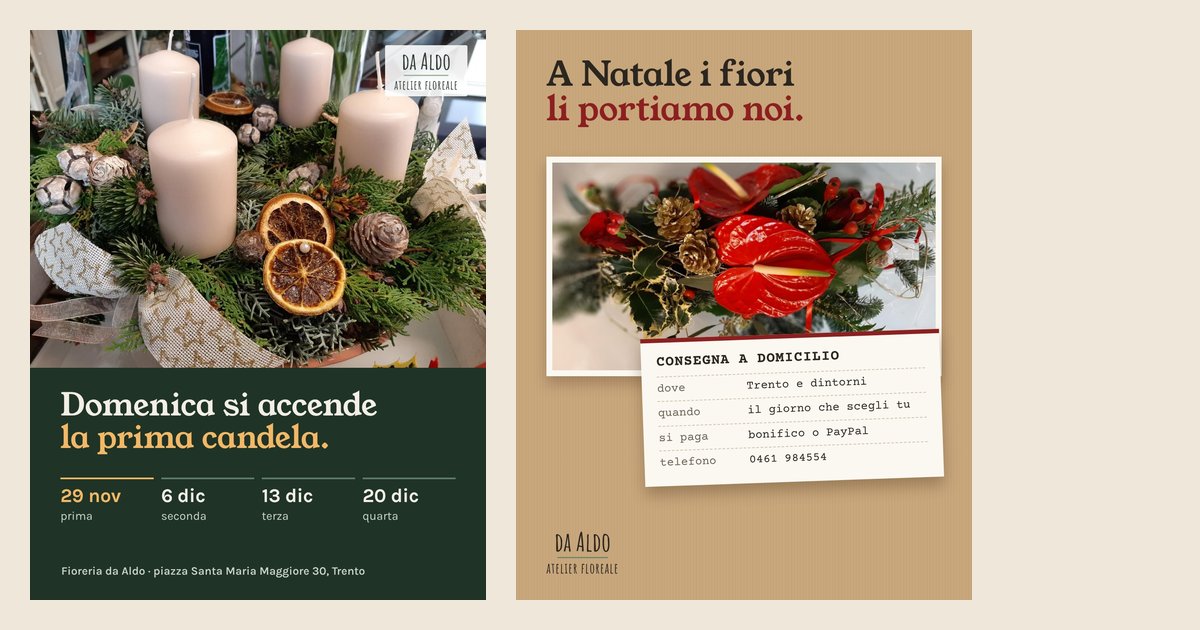 DA ALDO
ATELIER FLOREALE
Domenica si accende
la prima candela.
29 nov
prima
6 dic
seconda
13 dic
terza
20 dic
quarta
Fioreria da Aldo · piazza Santa Maria Maggiore 30, Trento
A Natale i fiori
li portiamo noi.
CONSEGNA A DOMICILIO
dove Trento e dintorni
quando il giorno che scegli tu
si paga bonifico o PayPal
telefono 0461 984554
DA ALDO
ATELIER FLOREALE